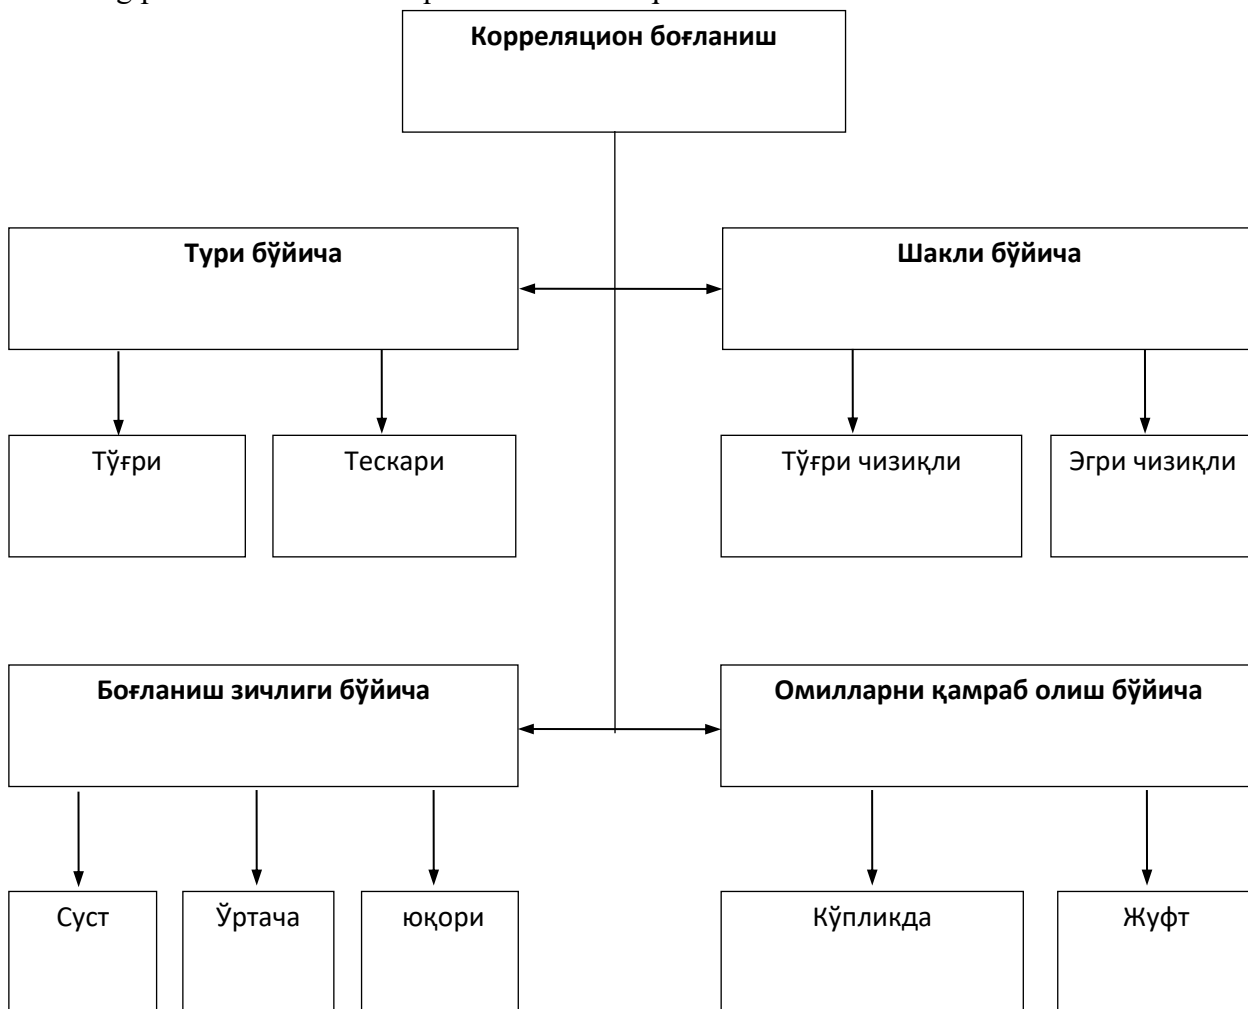 Корреляцион боғланиш
Тури бўйича
Шакли бўйича
Тўғри
Тескари
Тўғри чизиқли
Эгри чизиқли
Боғланиш зичлиги бўйича
Омилларни қамраб олиш бўйича
Суст
Ўртача
юқори
Кўпликда
Жуфт